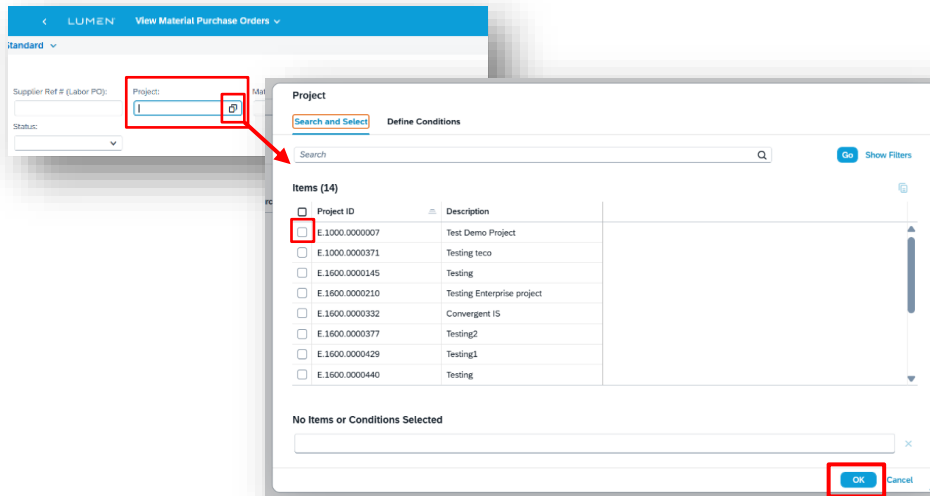 LUMEN View Material Purchase Orders
Standard
Supplier Ref # (Labor PO): Project: Mat
Status:
Project
Search and Select Define Conditions
Search Go Show Filters
Items (14)
Project ID Description
E.1000.0000007 Test Demo Project
E.1000.0000371 Testing teco
E.1600.0000145 Testing
E.1600.0000210 Testing Enterprise project
E.1600.0000332 Convergent IS
E.1600.0000377 Testing2
E.1600.0000429 Testing1
E.1600.0000440 Testing
No Items or Conditions Selected
OK Cancel